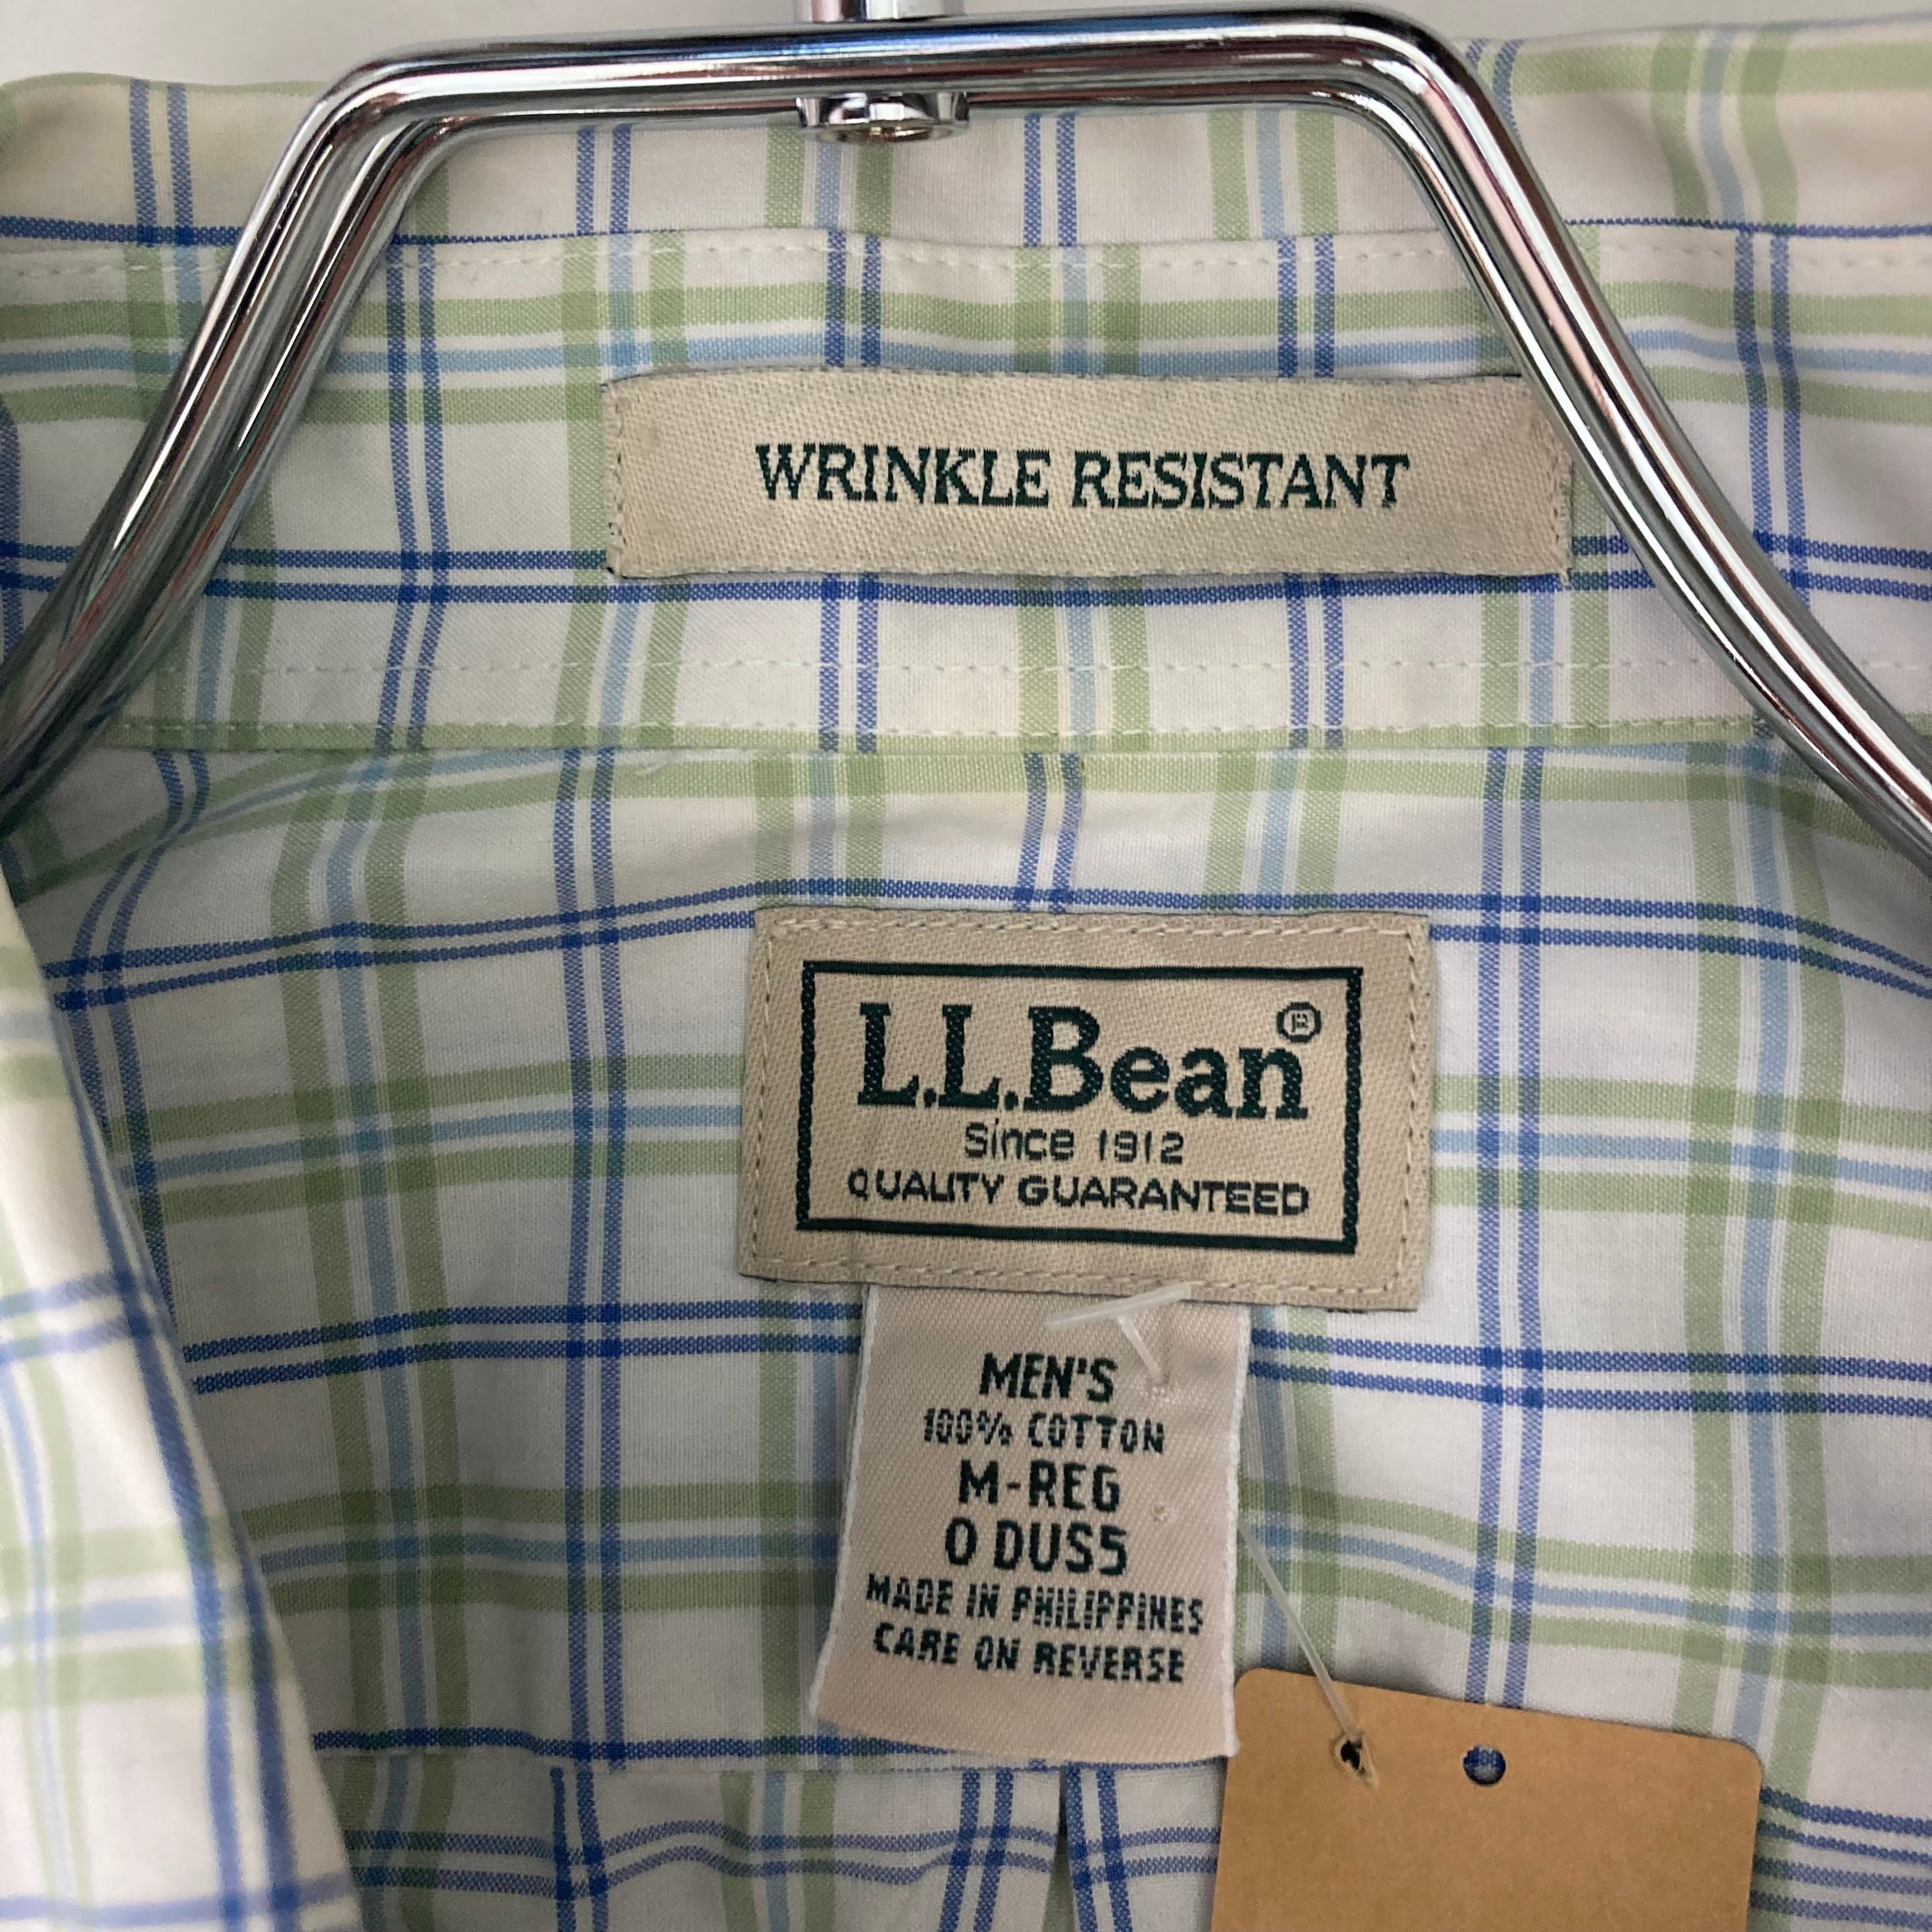 WRINKLE RESISTANT
L.L.Bean®
Since 1912
QUALITY GUARANTEED
MEN'S
100% COTTON
M-REG
0 DUS5
MADE IN PHILIPPINES
CARE ON REVERSE